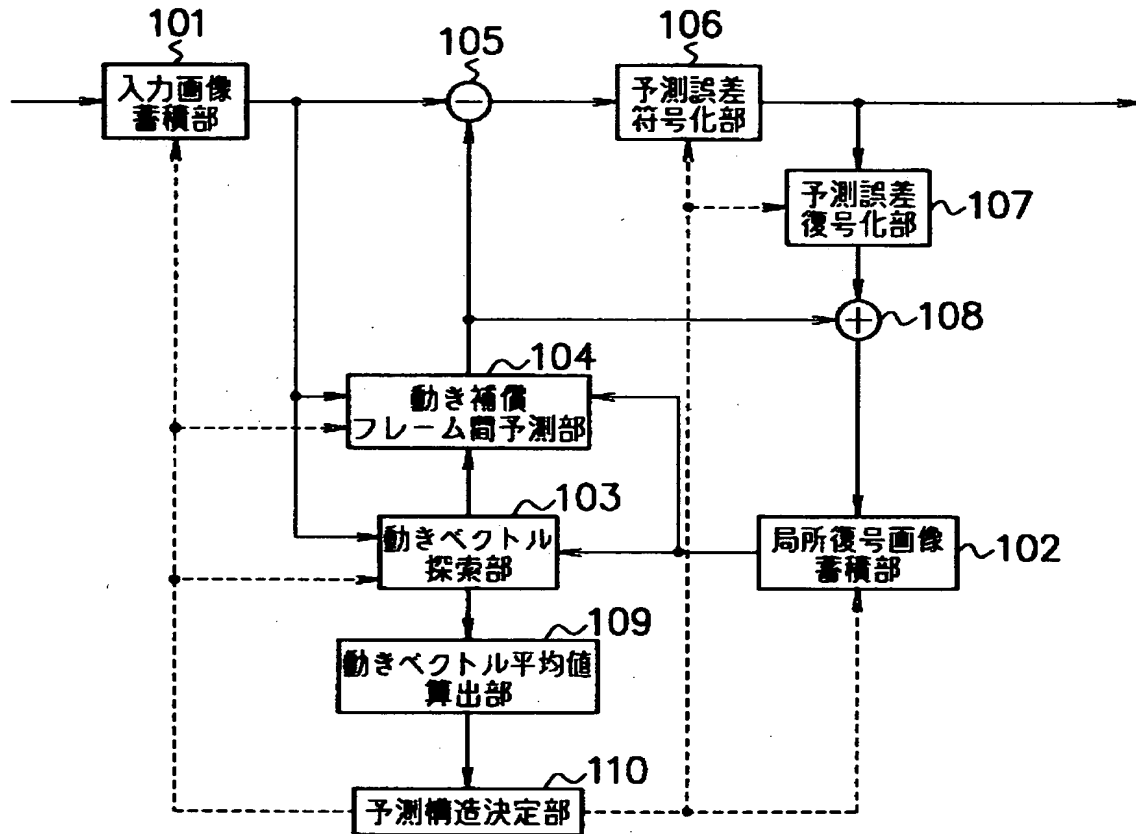 101
入力画像
蓄積部
105
−
106
予測誤差
符号化部
予測誤差
復号化部
107
+
108
104
動き補償
フレーム間予測部
103
動きベクトル
探索部
局所復号画像
蓄積部
102
109
動きベクトル平均値
算出部
110
予測構造決定部